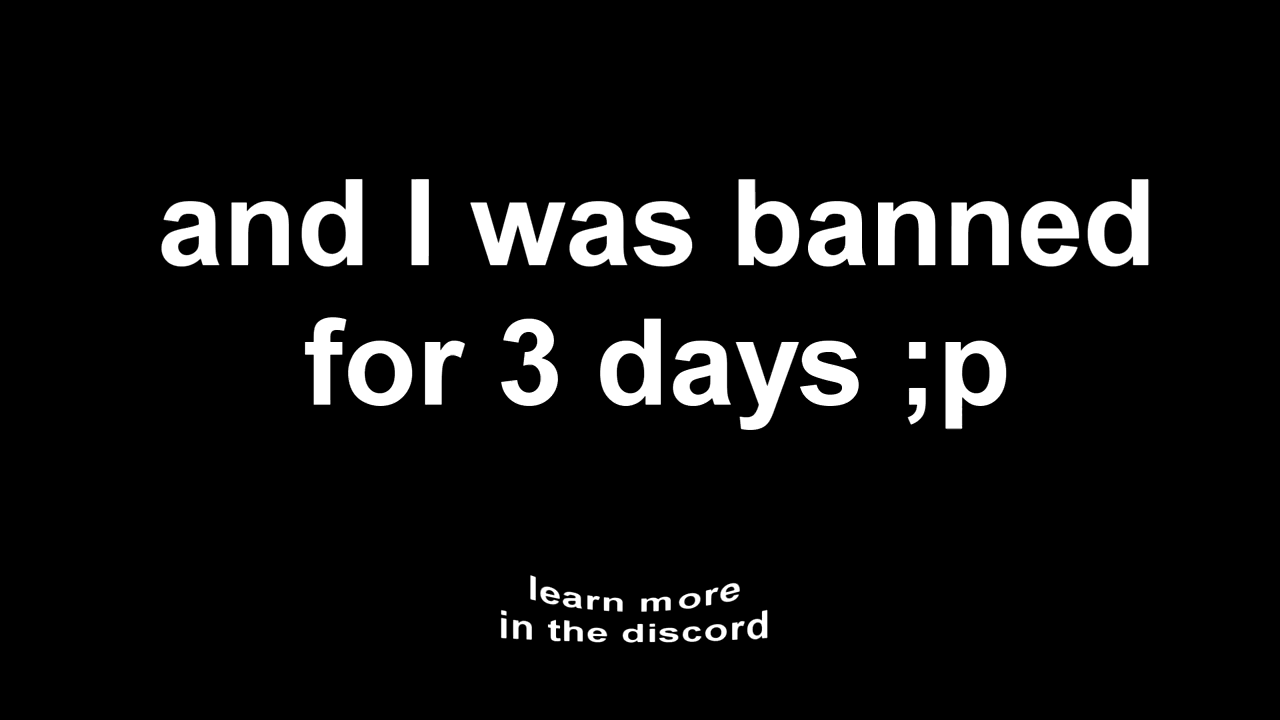 and I was banned
for 3 days ;p
learn more
in the discord